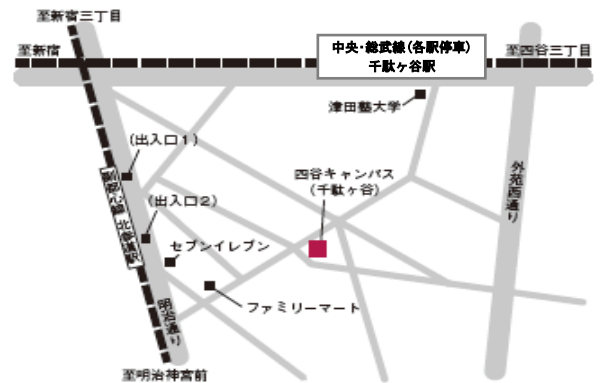 至新宿三丁目
至新宿
中央・総武線（各駅停車）
千駄ヶ谷駅
至四谷三丁目
津田塾大学
（出入口１）
四谷キャンパス
（千駄ヶ谷）
外苑西通り
副都心線 北参道駅
（出入口２）
セブンイレブン
ファミリーマート
明治通り
至明治神宮前